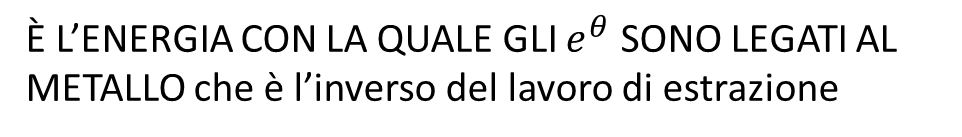 È L’ENERGIA CON LA QUALE GLI e^θ SONO LEGATI AL
METALLO che è l’inverso del lavoro di estrazione